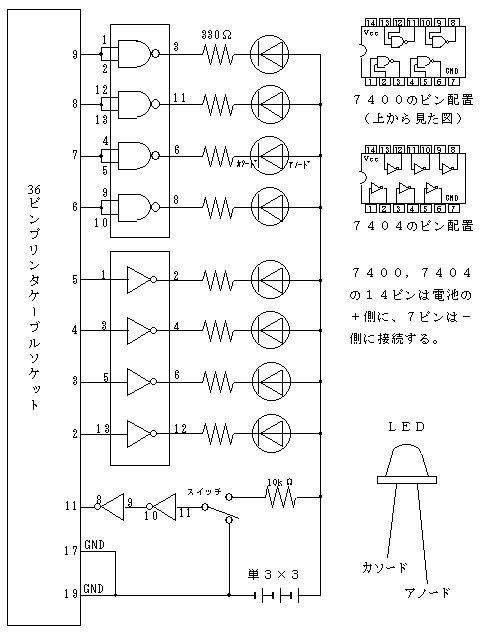 36ピンプリンタケーブルソケット
9
1
2
3
330Ω
8
12
13
11
7
4
5
6
カソード
アノード
6
9
10
8
5
1
2
4
3
4
3
5
6
2
13
12
11
8
9
10
11
スイッチ
10kΩ
17
GND
19
GND
単3×3
14 13 12 11 10 9 8
Vcc
GND
1 2 3 4 5 6 7
7400のピン配置
(上から見た図)
14 13 12 11 10 9 8
Vcc
GND
1 2 3 4 5 6 7
7404のピン配置
7400，7404
の14ピンは電池の
+側に、7ピンは−
側に接続する。
LED
カソード
アノード